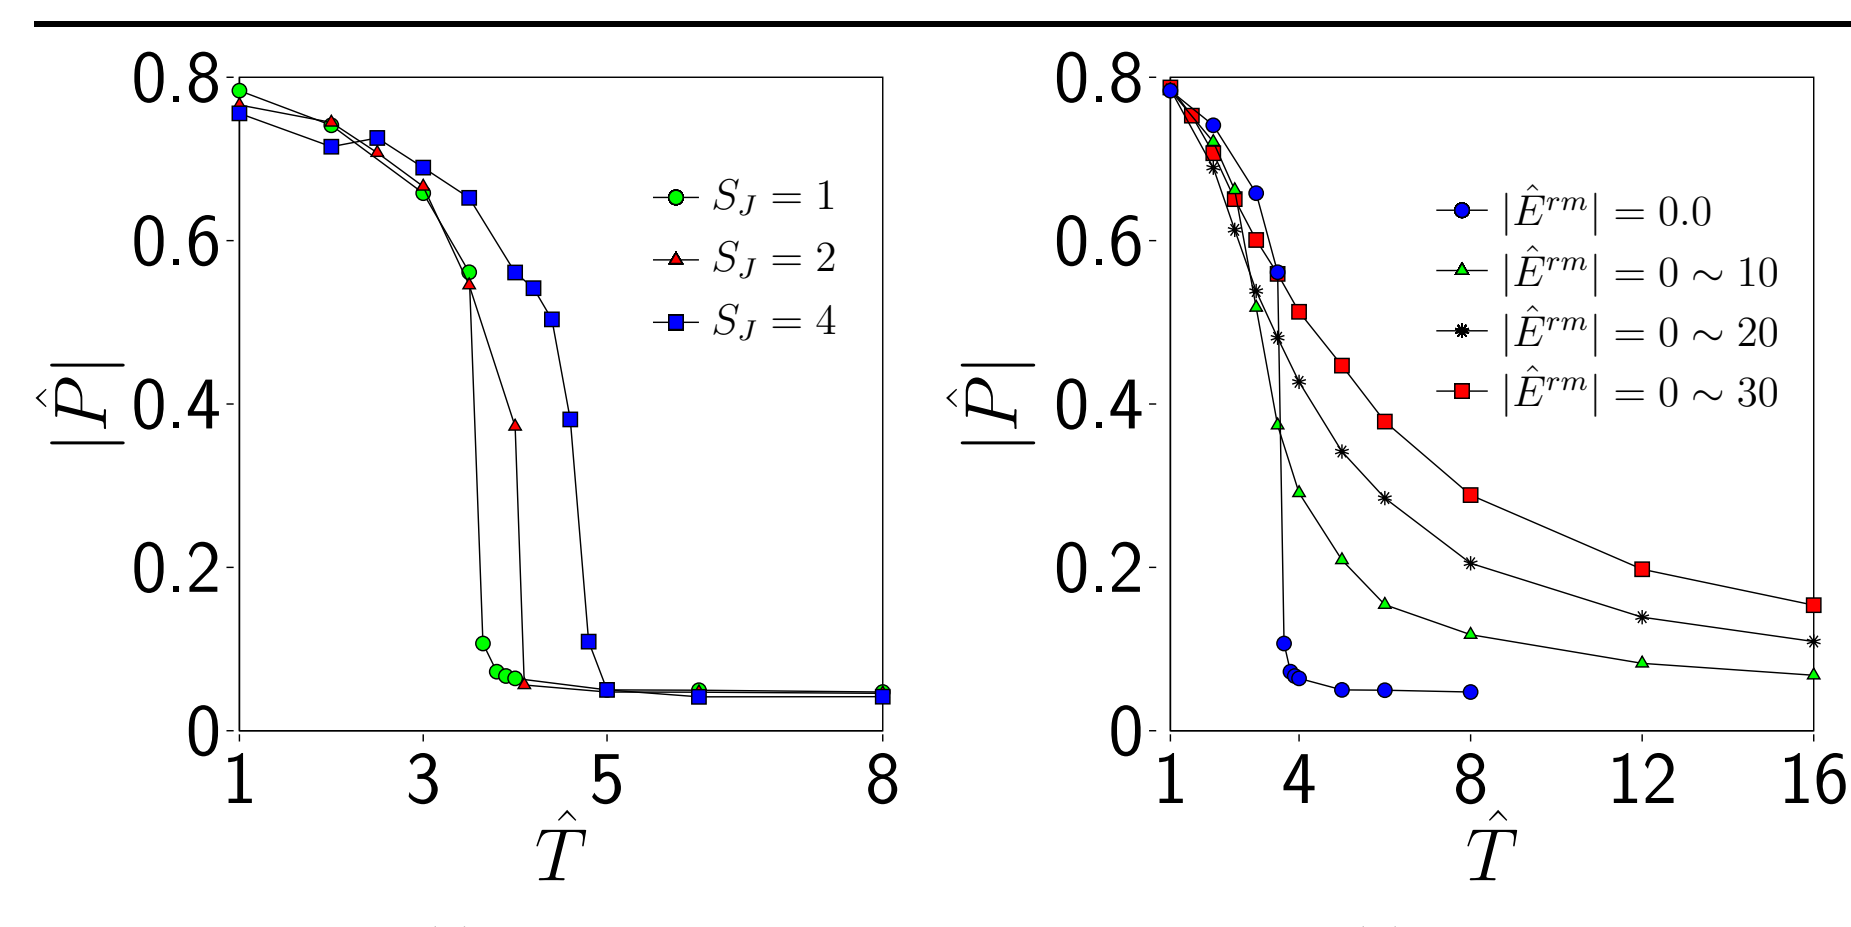 0.8
0.6
0.4
0.2
0
|P̂|
1 3 5 8
T̂
S_J = 1
S_J = 2
S_J = 4
0.8
0.6
0.4
0.2
0
|P̂|
1 4 8 12 16
T̂
|Ê^{rm}| = 0.0
|Ê^{rm}| = 0 ∼ 10
|Ê^{rm}| = 0 ∼ 20
|Ê^{rm}| = 0 ∼ 30